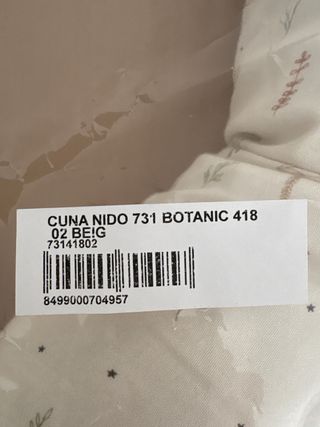 CUNA NIDO 731 BOTANIC 418
02 BEIG
73141802
8499000704957